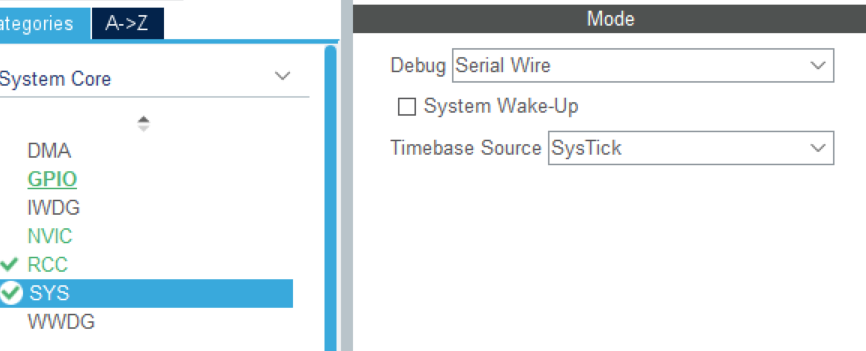 ategories A->Z
System Core
DMA
GPIO
IWDG
NVIC
RCC
SYS
WWDG
Mode
Debug Serial Wire
System Wake-Up
Timebase Source SysTick